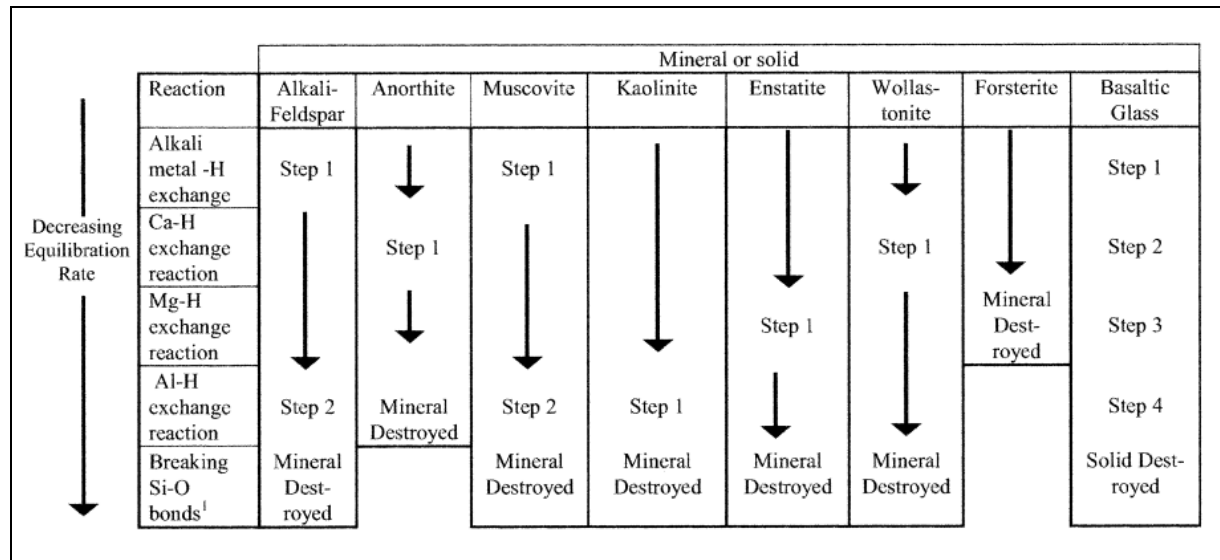 Mineral or solid
Reaction
Alkali-
Feldspar
Anorthite
Muscovite
Kaolinite
Enstatite
Wollas-
tonite
Forsterite
Basaltic
Glass
Alkali
metal -H
exchange
Step 1
Step 1
Step 1
Decreasing
Equilibration
Rate
Ca-H
exchange
reaction
Step 1
Step 1
Step 2
Mg-H
exchange
reaction
Step 1
Mineral
Dest-
royed
Step 3
Al-H
exchange
reaction
Step 2
Mineral
Destroyed
Step 2
Step 1
Step 4
Breaking
Si-O
bonds¹
Mineral
Dest-
royed
Mineral
Destroyed
Mineral
Destroyed
Mineral
Destroyed
Mineral
Destroyed
Solid Dest-
royed